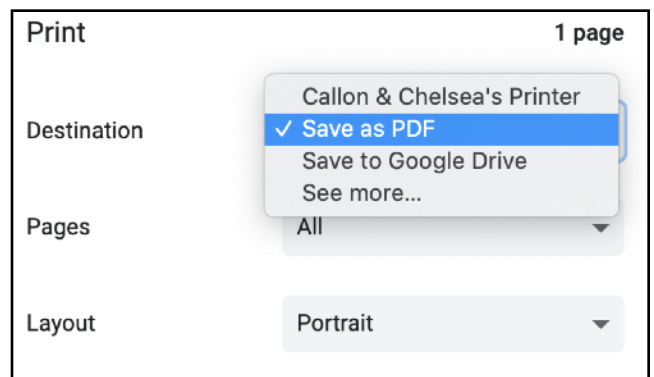 Print 1 page
Callon & Chelsea's Printer
Destination ✓ Save as PDF
Save to Google Drive
See more...
Pages All
Layout Portrait